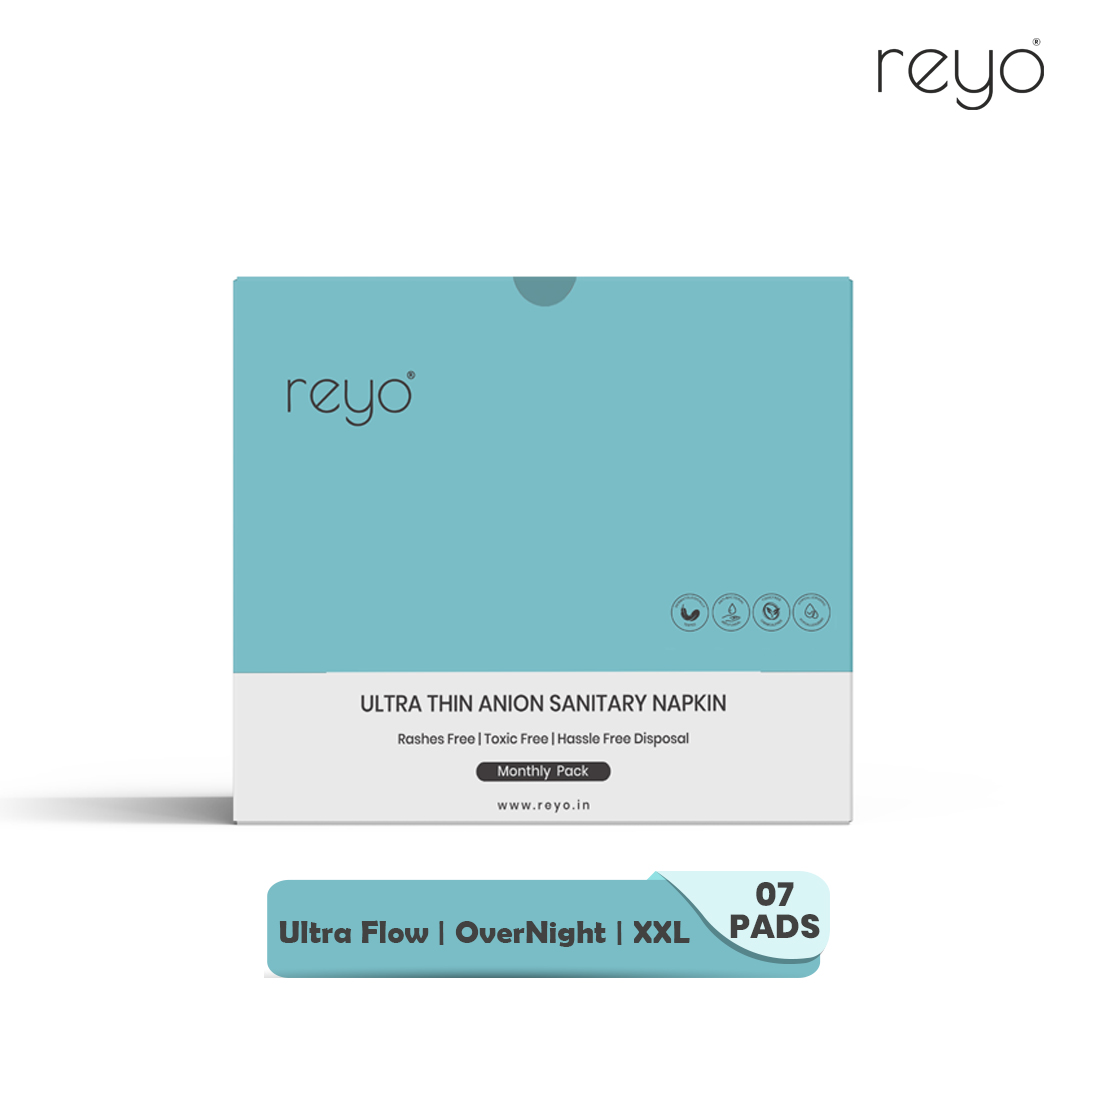 reyo®
reyo®
ULTRA THIN ANION SANITARY NAPKIN
Rashes Free | Toxic Free | Hassle Free Disposal
Monthly Pack
www.reyo.in
Ultra Flow | OverNight | XXL
07
PADS